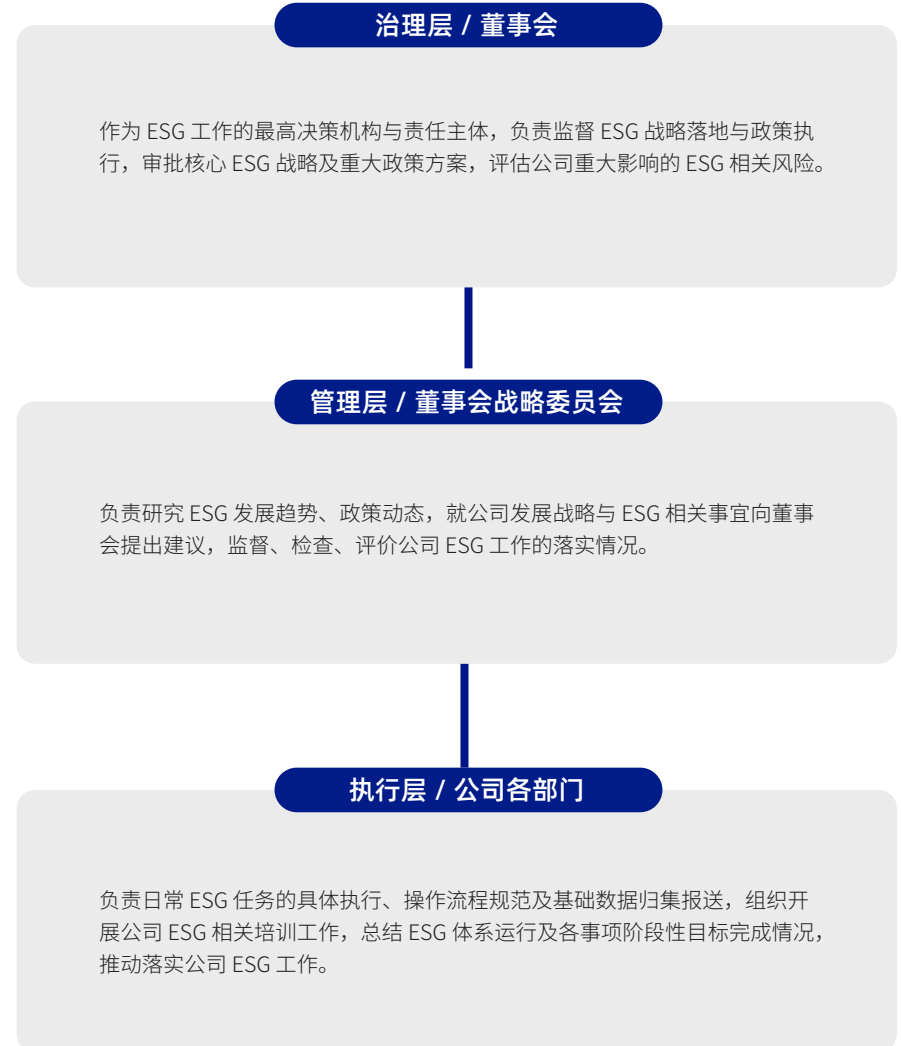 治理层 / 董事会
作为 ESG 工作的最高决策机构与责任主体，负责监督 ESG 战略落地与政策执
行，审批核心 ESG 战略及重大政策方案，评估公司重大影响的 ESG 相关风险。
管理层 / 董事会战略委员会
负责研究 ESG 发展趋势、政策动态，就公司发展战略与 ESG 相关事宜向董事
会提出建议，监督、检查、评价公司 ESG 工作的落实情况。
执行层 / 公司各部门
负责日常 ESG 任务的具体执行、操作流程规范及基础数据归集报送，组织开
展公司 ESG 相关培训工作，总结 ESG 体系运行及各事项阶段性目标完成情况，
推动落实公司 ESG 工作。